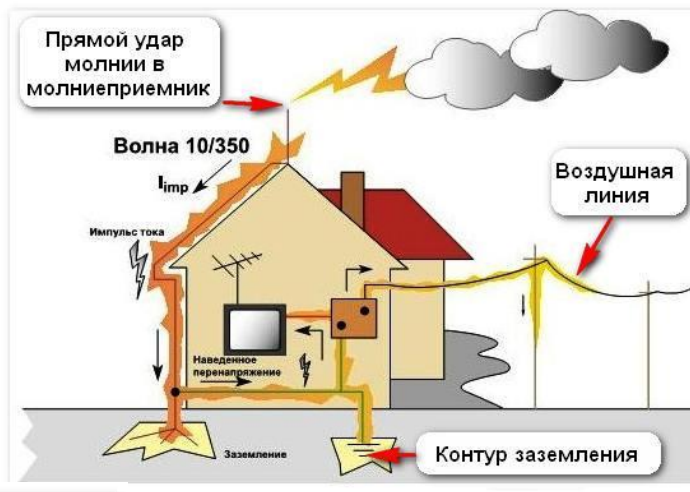 Прямой удар
молнии в
молниеприемник
Волна 10/350
Iimp
Воздушная
линия
Импульс тока
Наведенное
перенапряжение
Заземление
Контур заземления